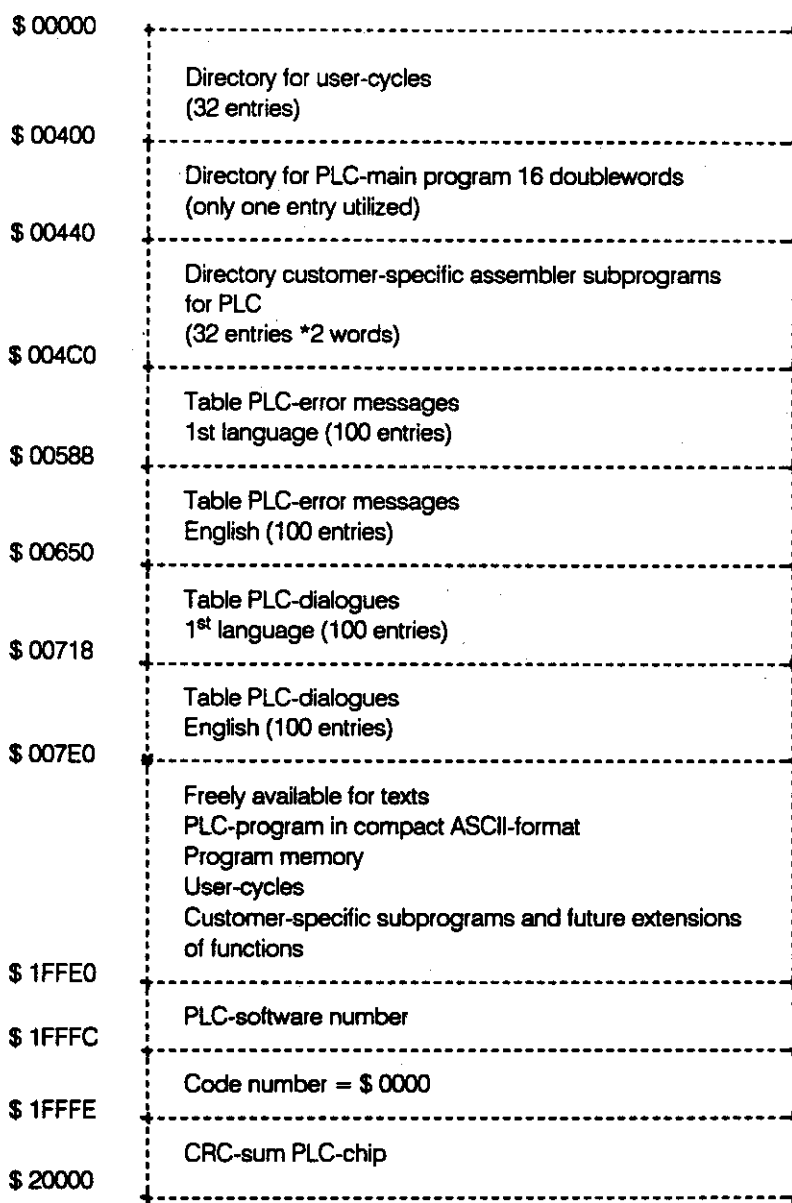 $ 00000
Directory for user-cycles
(32 entries)
$ 00400
Directory for PLC-main program 16 doublewords
(only one entry utilized)
$ 00440
Directory customer-specific assembler subprograms
for PLC
(32 entries *2 words)
$ 004C0
Table PLC-error messages
1st language (100 entries)
$ 00588
Table PLC-error messages
English (100 entries)
$ 00650
Table PLC-dialogues
1st language (100 entries)
$ 00718
Table PLC-dialogues
English (100 entries)
$ 007E0
Freely available for texts
PLC-program in compact ASCII-format
Program memory
User-cycles
Customer-specific subprograms and future extensions
of functions
$ 1FFE0
PLC-software number
$ 1FFFC
Code number = $ 0000
$ 1FFFE
CRC-sum PLC-chip
$ 20000